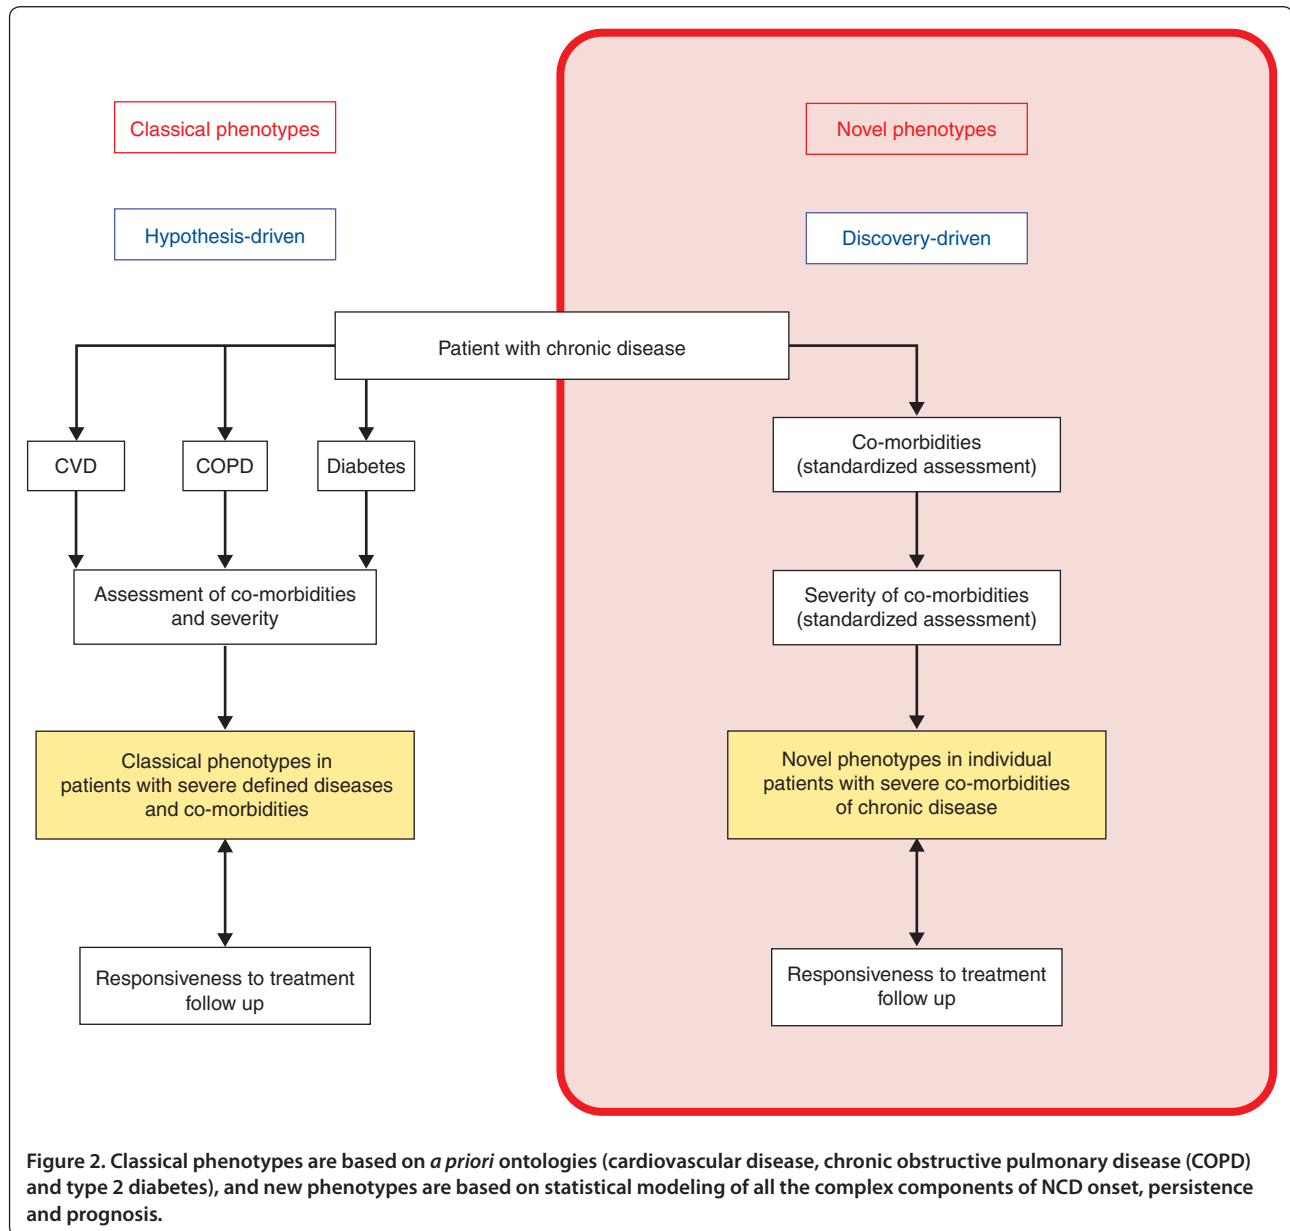 Classical phenotypes
Novel phenotypes
Hypothesis-driven
Discovery-driven
Patient with chronic disease
CVD
COPD
Diabetes
Co-morbidities
(standardized assessment)
Assessment of co-morbidities
and severity
Severity of co-morbidities
(standardized assessment)
Classical phenotypes in
patients with severe defined diseases
and co-morbidities
Novel phenotypes in individual
patients with severe co-morbidities
of chronic disease
Responsiveness to treatment
follow up
Responsiveness to treatment
follow up
Figure 2. Classical phenotypes are based on a priori ontologies (cardiovascular disease, chronic obstructive pulmonary disease (COPD)
and type 2 diabetes), and new phenotypes are based on statistical modeling of all the complex components of NCD onset, persistence
and prognosis.